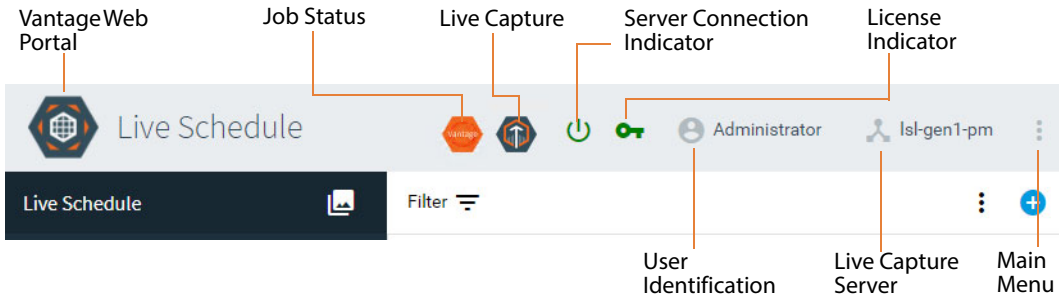 Vantage Web
Portal
Job Status
Live Capture
Server Connection
Indicator
License
Indicator
Live Schedule
Vantage
Administrator
lsl-gen1-pm
Live Schedule
Filter
User
Identification
Live Capture
Server
Main
Menu